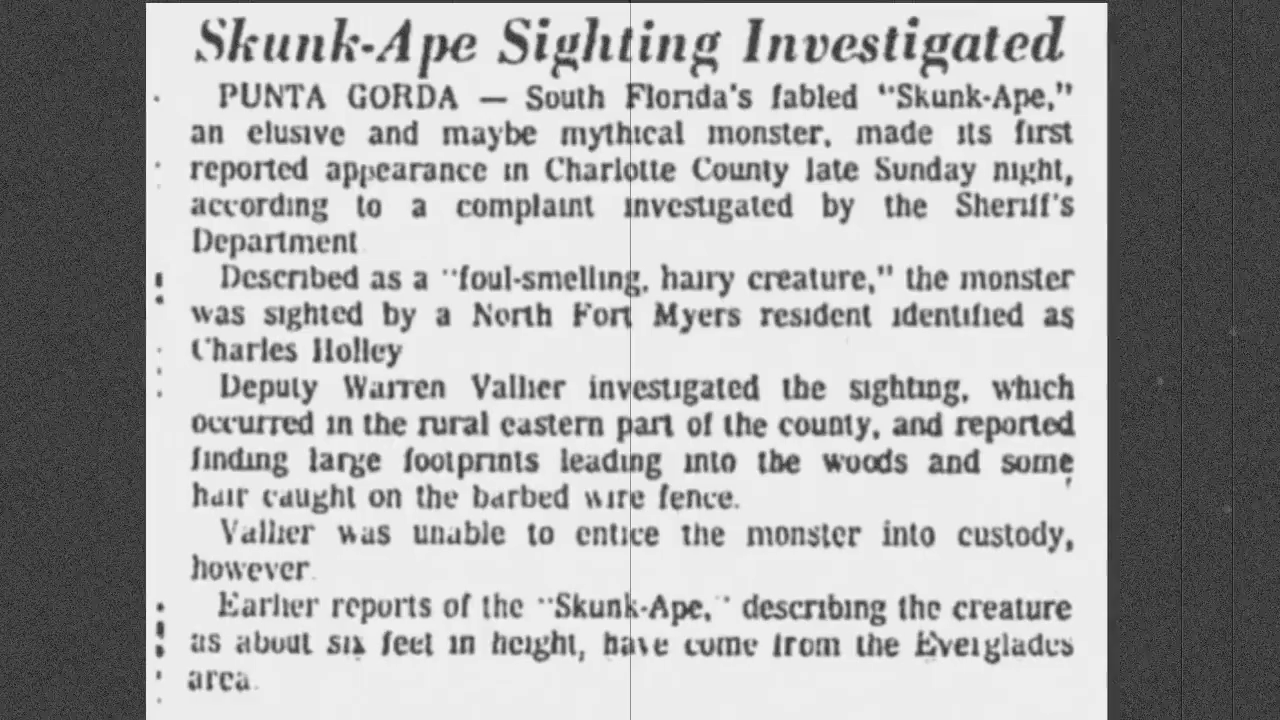 Skunk-Ape Sighting Investigated
PUNTA GORDA — South Florida's fabled "Skunk-Ape,"
an elusive and maybe mythical monster, made its first
reported appearance in Charlotte County late Sunday night,
according to a complaint investigated by the Sheriff's
Department
Described as a "foul-smelling, hairy creature," the monster
was sighted by a North Fort Myers resident identified as
Charles Holley
Deputy Warren Vallier investigated the sighting, which
occurred in the rural eastern part of the county, and reported
finding large footprints leading into the woods and some
hair caught on the barbed wire fence.
Vallier was unable to entice the monster into custody,
however.
Earlier reports of the "Skunk-Ape," describing the creature
as about six feet in height, have come from the Everglades
area.